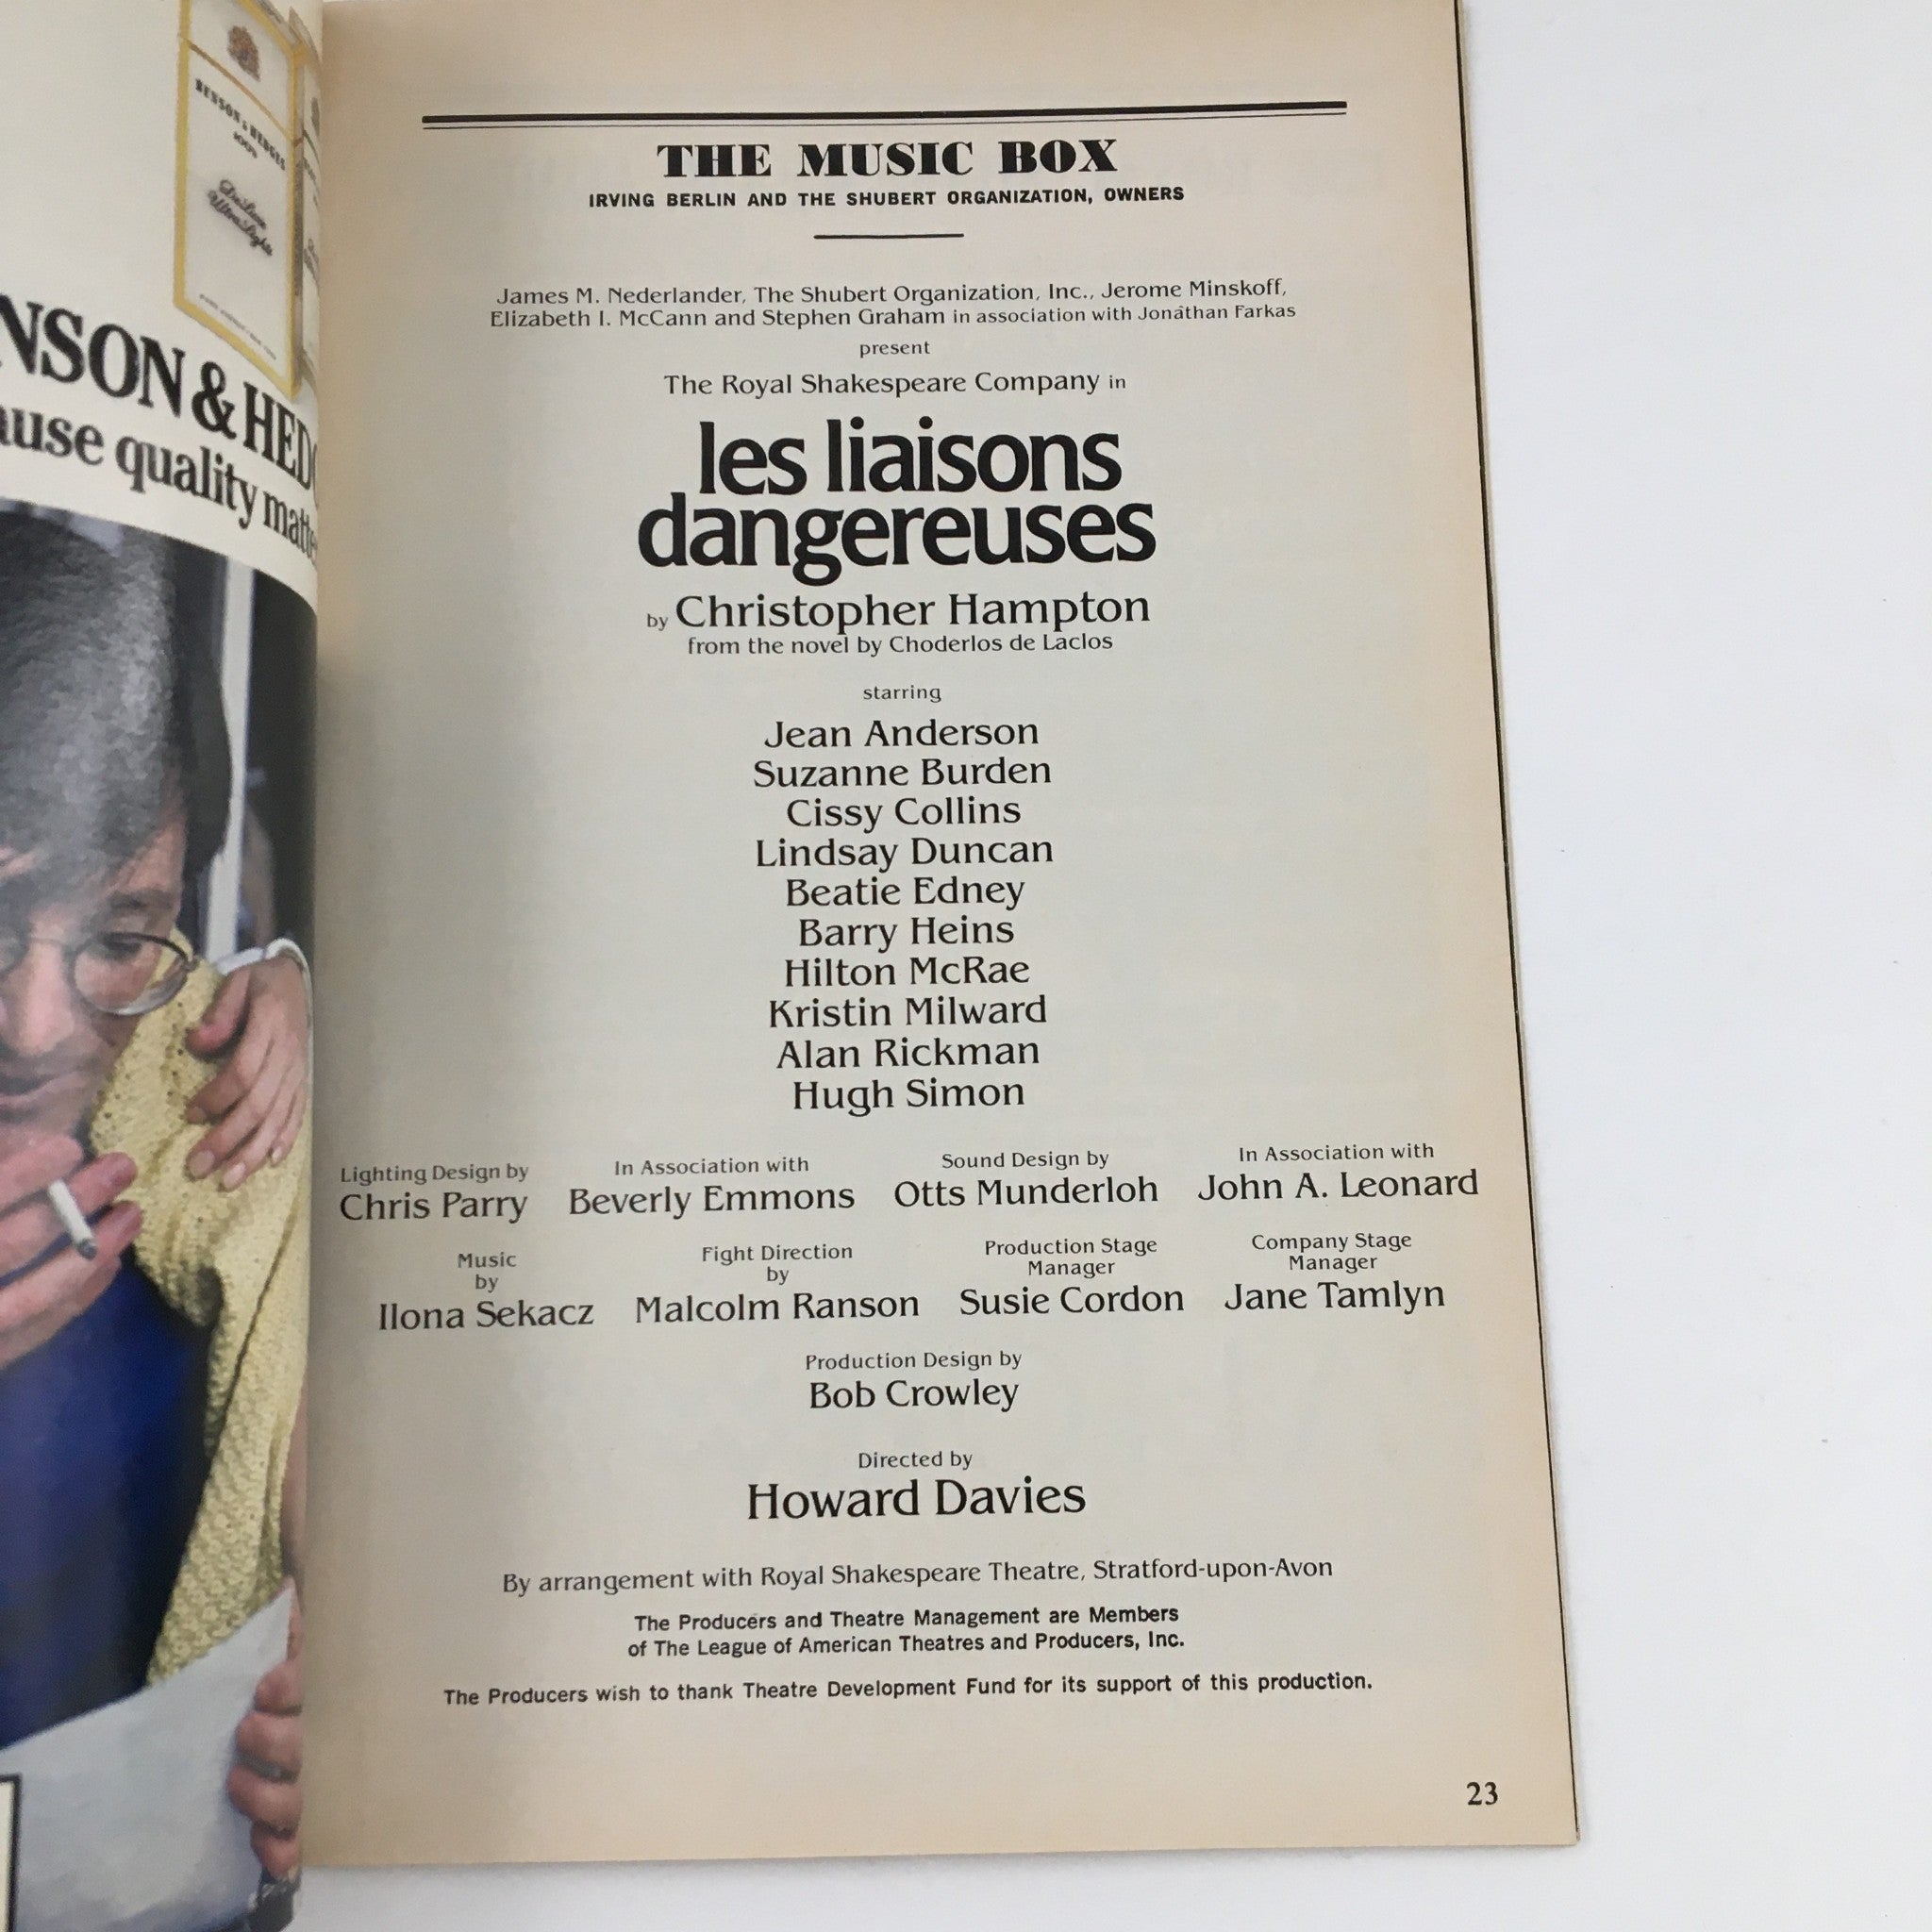 BENSON & HEDGES
100's
DeLuxe
Ultra Lights
NSON & HED
ause quality matte
THE MUSIC BOX
IRVING BERLIN AND THE SHUBERT ORGANIZATION, OWNERS
James M. Nederlander, The Shubert Organization, Inc., Jerome Minskoff,
Elizabeth I. McCann and Stephen Graham in association with Jonathan Farkas
present
The Royal Shakespeare Company in
les liaisons
dangereuses
by Christopher Hampton
from the novel by Choderlos de Laclos
starring
Jean Anderson
Suzanne Burden
Cissy Collins
Lindsay Duncan
Beatie Edney
Barry Heins
Hilton McRae
Kristin Milward
Alan Rickman
Hugh Simon
Lighting Design by In Association with Sound Design by In Association with
Chris Parry Beverly Emmons Otts Munderloh John A. Leonard
Music Fight Direction Production Stage Company Stage
by by Manager Manager
Ilona Sekacz Malcolm Ranson Susie Cordon Jane Tamlyn
Production Design by
Bob Crowley
Directed by
Howard Davies
By arrangement with Royal Shakespeare Theatre, Stratford-upon-Avon
The Producers and Theatre Management are Members
of The League of American Theatres and Producers, Inc.
The Producers wish to thank Theatre Development Fund for its support of this production.
23